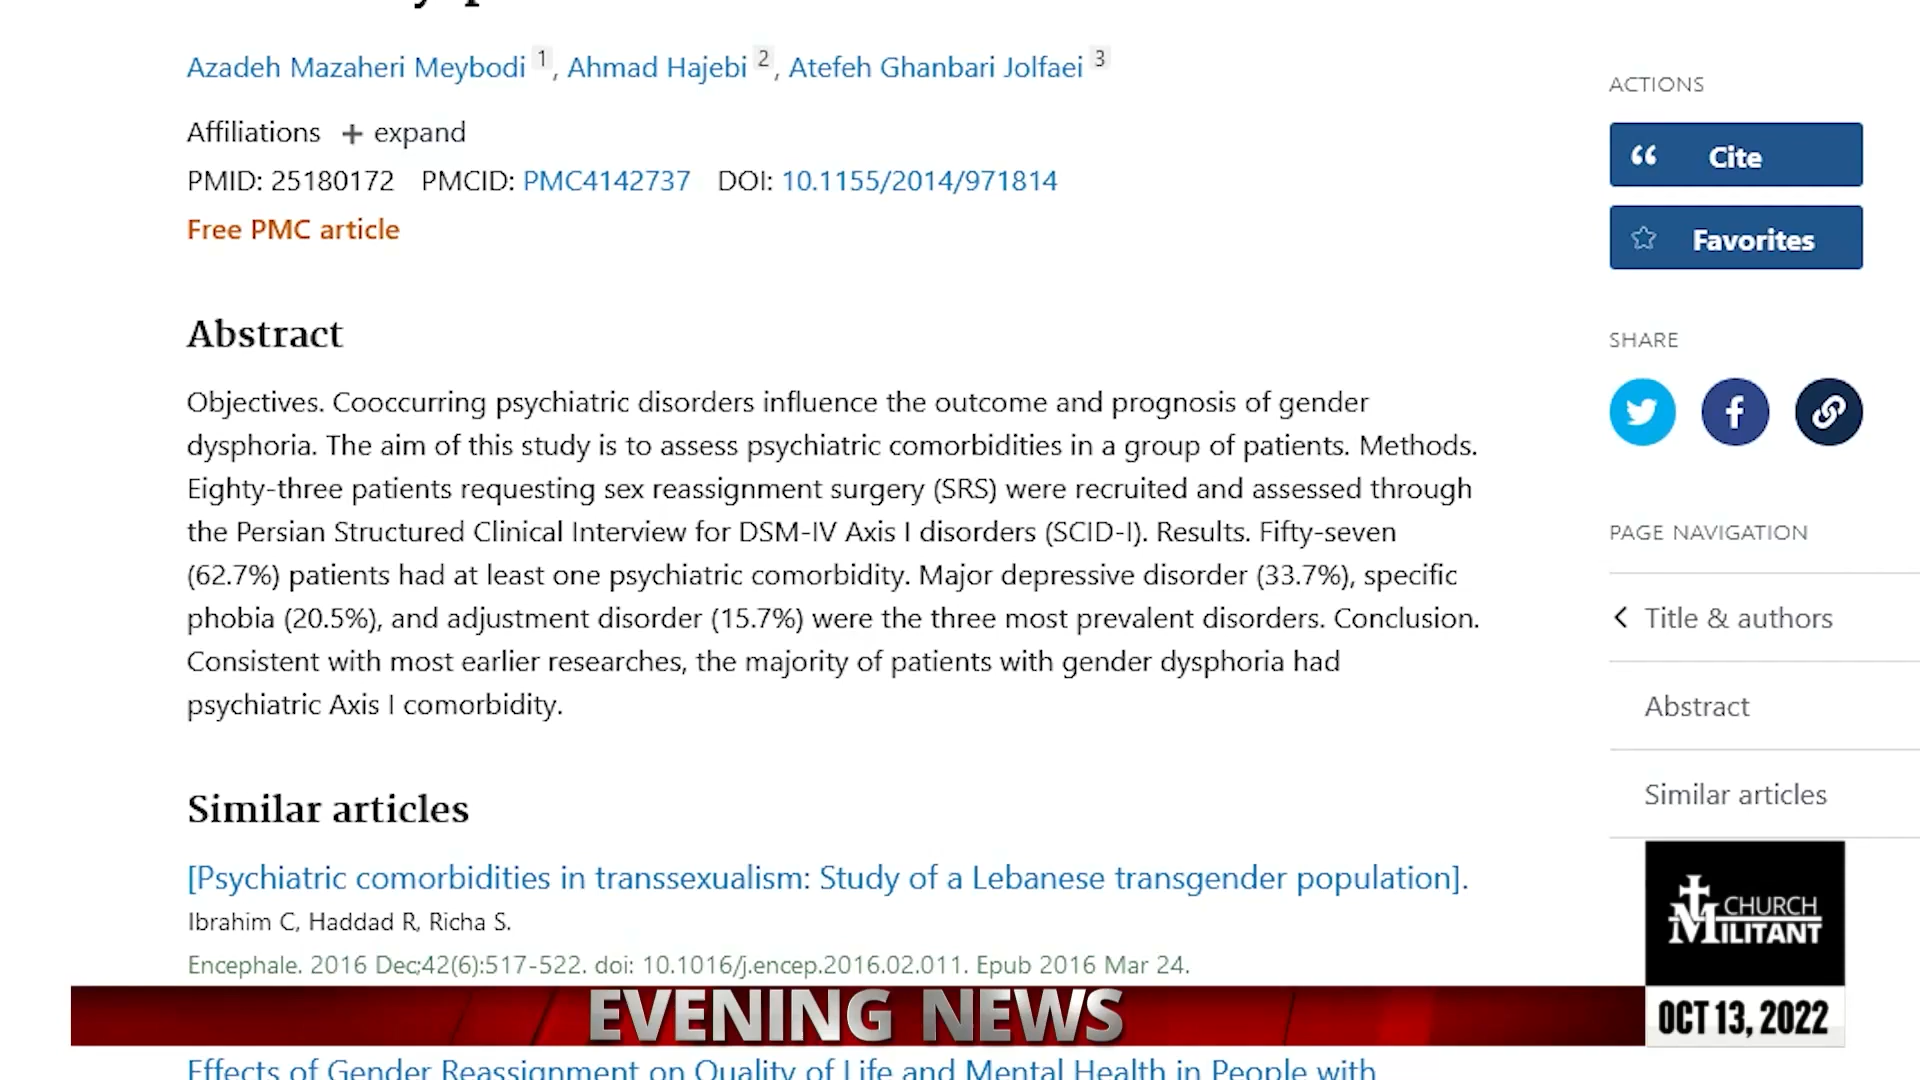 Azadeh Mazaheri Meybodi 1, Ahmad Hajebi 2, Atefeh Ghanbari Jolfaei 3
Affiliations + expand
PMID: 25180172 PMCID: PMC4142737 DOI: 10.1155/2014/971814
Free PMC article
Abstract
Objectives. Cooccurring psychiatric disorders influence the outcome and prognosis of gender
dysphoria. The aim of this study is to assess psychiatric comorbidities in a group of patients. Methods.
Eighty-three patients requesting sex reassignment surgery (SRS) were recruited and assessed through
the Persian Structured Clinical Interview for DSM-IV Axis I disorders (SCID-I). Results. Fifty-seven
(62.7%) patients had at least one psychiatric comorbidity. Major depressive disorder (33.7%), specific
phobia (20.5%), and adjustment disorder (15.7%) were the three most prevalent disorders. Conclusion.
Consistent with most earlier researches, the majority of patients with gender dysphoria had
psychiatric Axis I comorbidity.
Similar articles
[Psychiatric comorbidities in transsexualism: Study of a Lebanese transgender population].
Ibrahim C, Haddad R, Richa S.
Encephale. 2016 Dec;42(6):517-522. doi: 10.1016/j.encep.2016.02.011. Epub 2016 Mar 24.
Effects of Gender Reassignment on Quality of Life and Mental Health in People with
ACTIONS
Cite
Favorites
SHARE
PAGE NAVIGATION
Title & authors
Abstract
Similar articles
CHURCH
MILITANT
EVENING NEWS
OCT 13, 2022